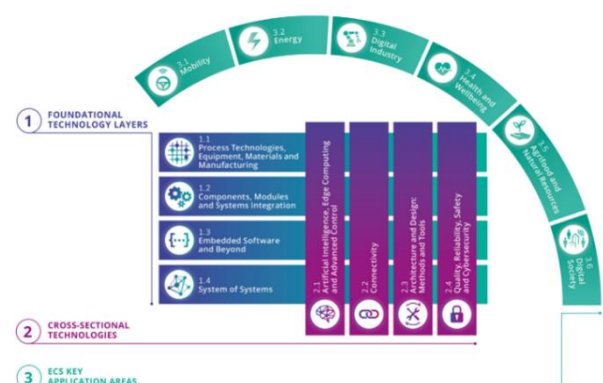 3.1
Mobility
3.2
Energy
3.3
Digital
Industry
3.4
Health and
Wellbeing
3.5
Agrifood and
Natural Resources
3.6
Digital
Society
1
FOUNDATIONAL
TECHNOLOGY LAYERS
1.1
Process Technologies,
Equipment, Materials and
Manufacturing
1.2
Components, Modules
and Systems Integration
1.3
Embedded Software
and Beyond
1.4
System of Systems
2.1
Artificial Intelligence, Edge Computing
and Advanced Control
2.2
Connectivity
2.3
Architecture and Design:
Methods and Tools
2.4
Quality, Reliability, Safety
and Cybersecurity
2
CROSS-SECTIONAL
TECHNOLOGIES
3
ECS KEY
APPLICATION AREAS